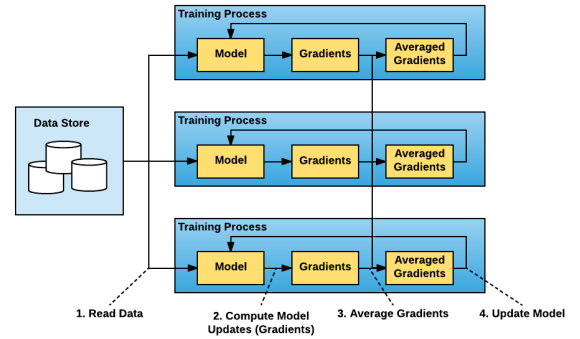 Training Process
Model
Gradients
Averaged
Gradients
Data Store
Training Process
Model
Gradients
Averaged
Gradients
Training Process
Model
Gradients
Averaged
Gradients
1. Read Data
2. Compute Model
Updates (Gradients)
3. Average Gradients
4. Update Model